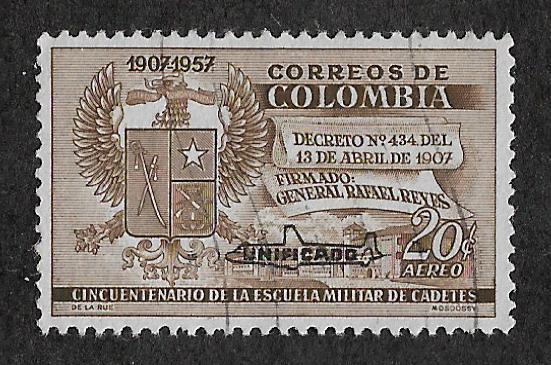 1907-1957
CORREOS DE
COLOMBIA
DECRETO Nº 434 DEL
13 DE ABRIL DE 1907
FIRMADO:
GENERAL RAFAEL REYES
20¢
AEREO
UNIFICADO
CINCUENTENARIO DE LA ESCUELA MILITAR DE CADETES
DE LA RUE
MOSDOSSY